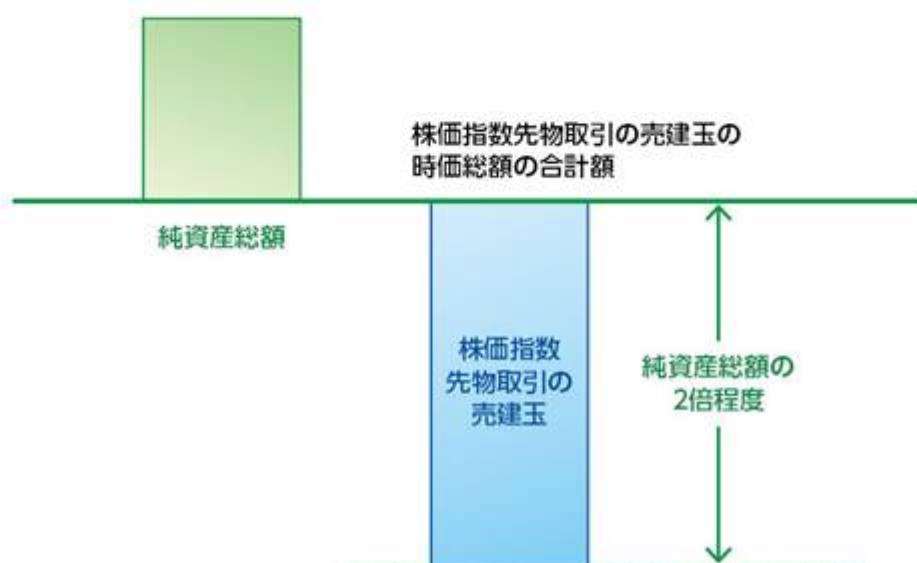 株価指数先物取引の売建玉の
時価総額の合計額
純資産総額
株価指数
先物取引の
売建玉
純資産総額の
2倍程度